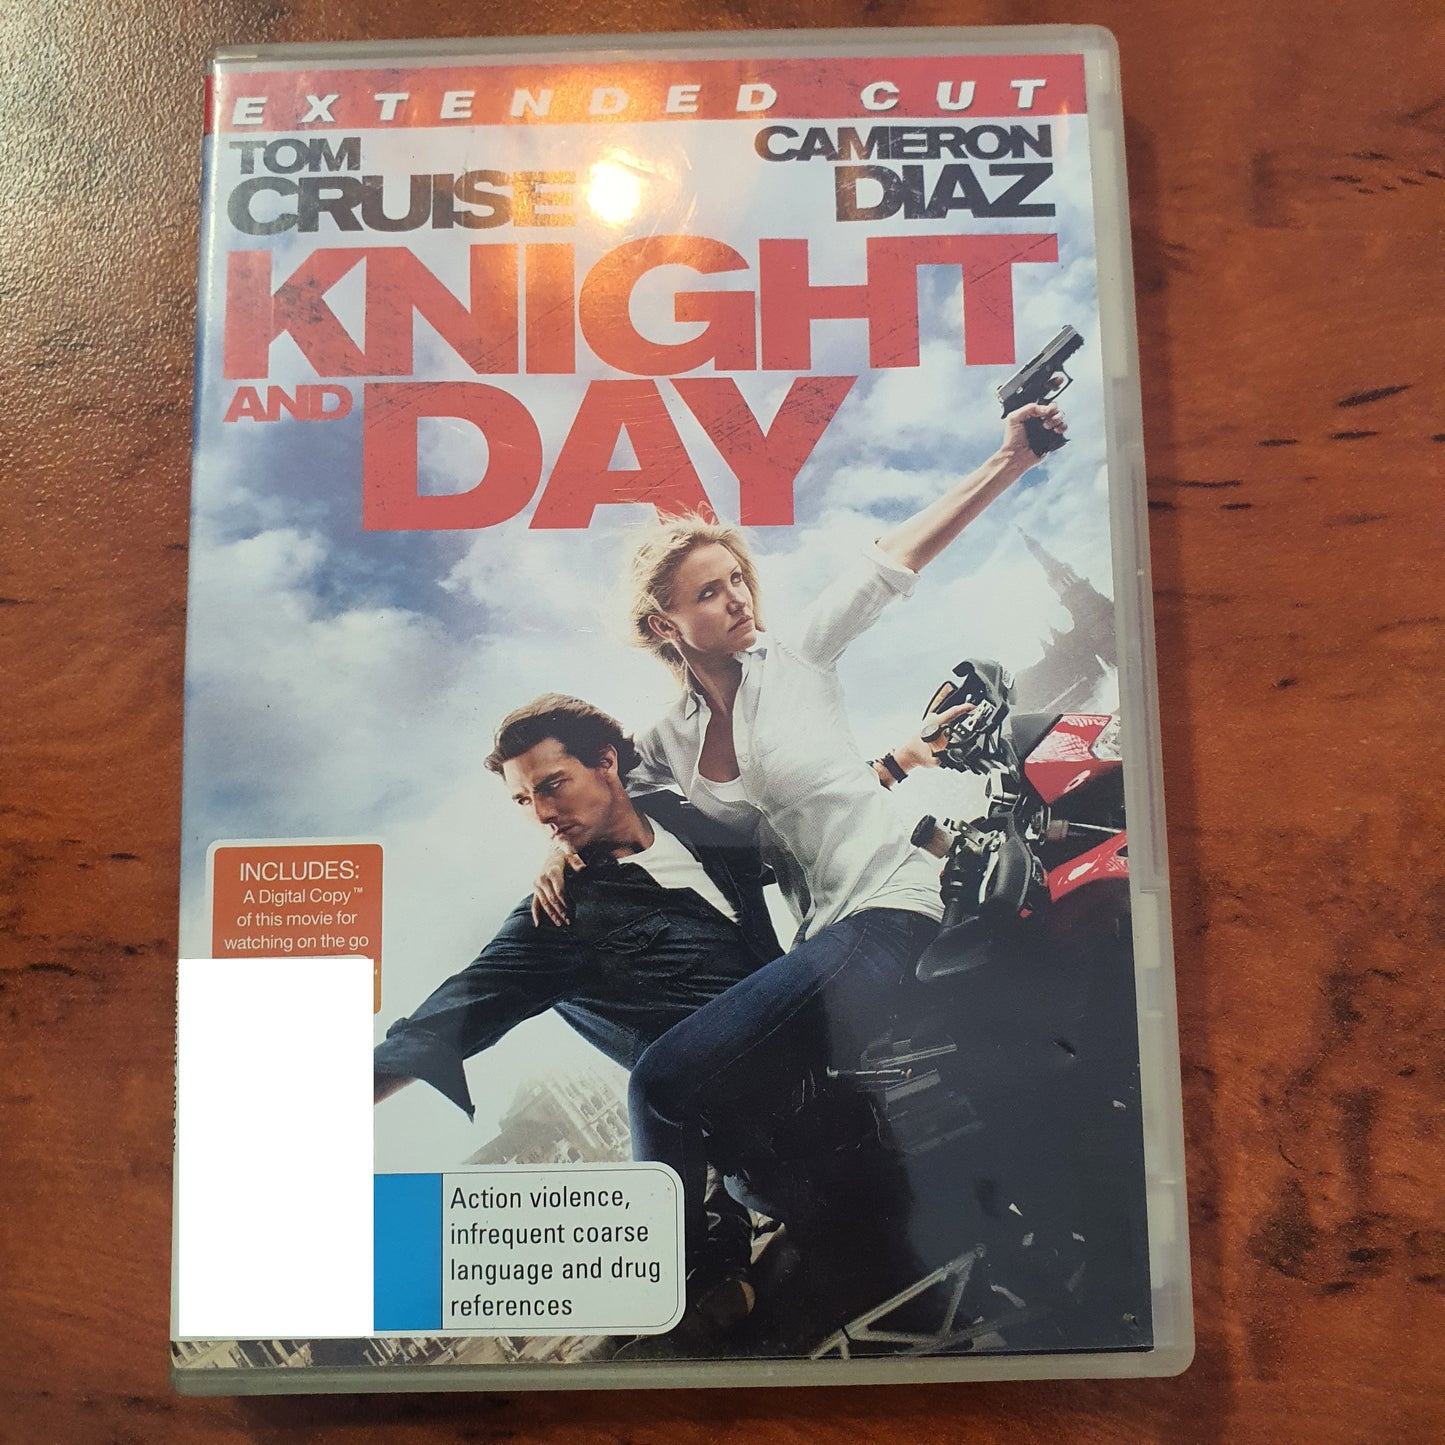 EXTENDED CUT
TOM CAMERON
CRUISE DIAZ
KNIGHT
AND DAY
INCLUDES:
A Digital Copy™
of this movie for
watching on the go
Action violence,
infrequent coarse
language and drug
references